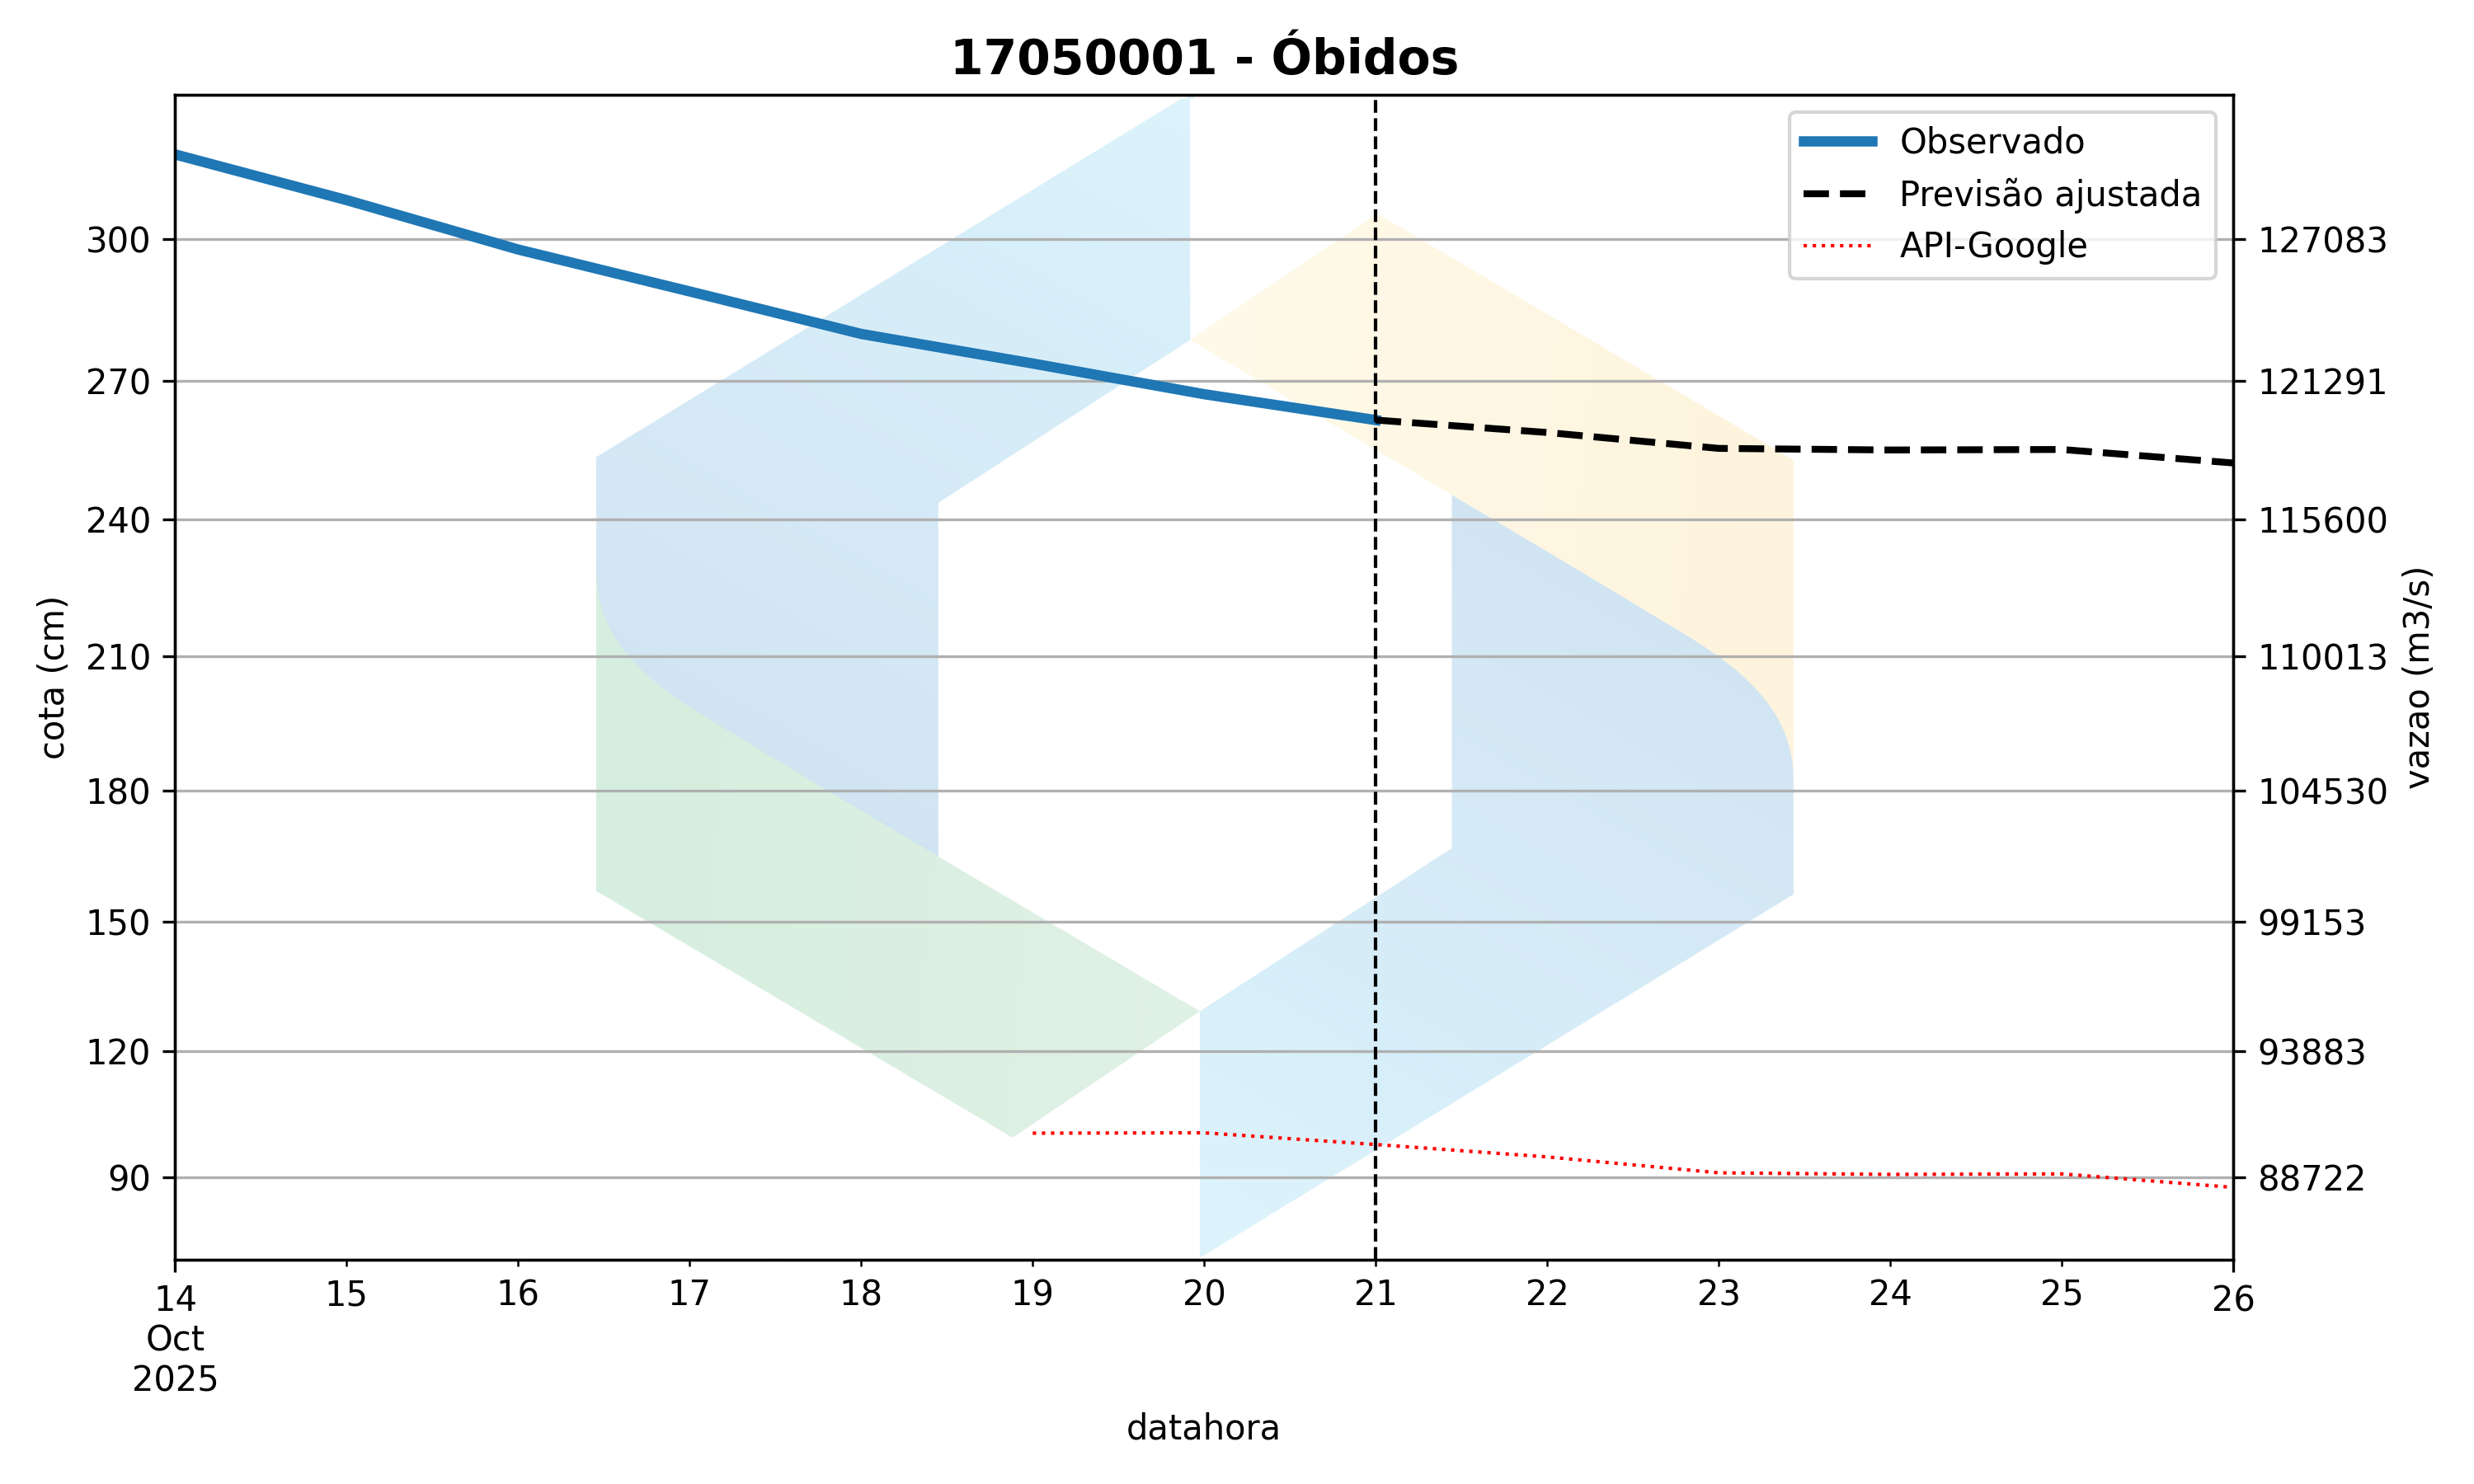 17050001 - Óbidos
Observado
Previsão ajustada
API-Google
300
270
240
210
180
150
120
90
cota (cm)
127083
121291
115600
110013
104530
99153
93883
88722
vazao (m3/s)
14 15 16 17 18 19 20 21 22 23 24 25 26
Oct
2025
datahora